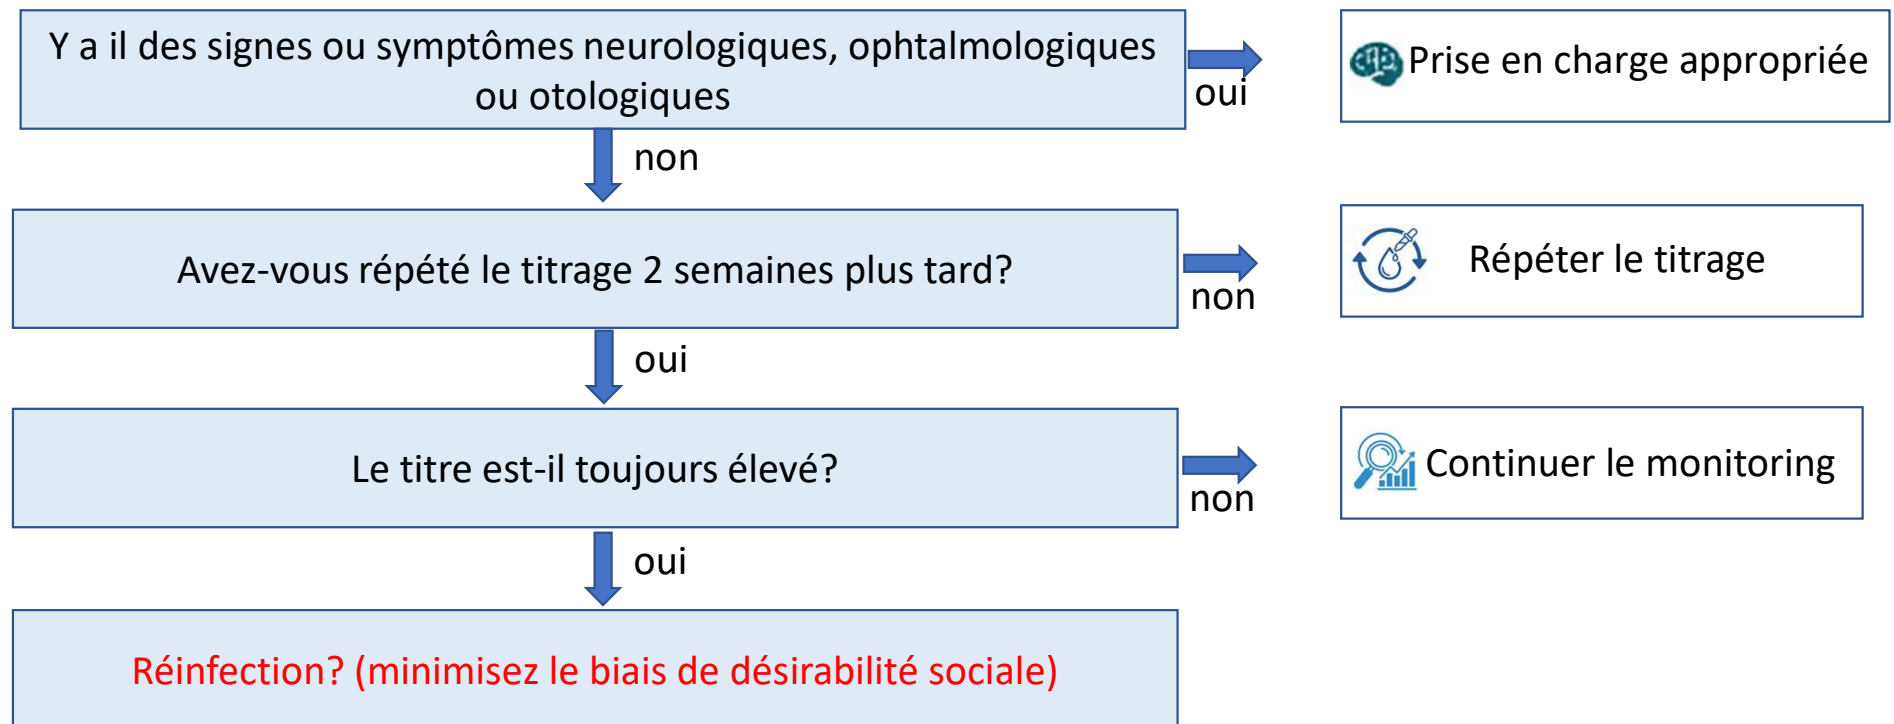 Y a il des signes ou symptômes neurologiques, ophtalmologiques
ou otologiques
oui
Prise en charge appropriée
non
Avez-vous répété le titrage 2 semaines plus tard?
non
Répéter le titrage
oui
Le titre est-il toujours élevé?
non
Continuer le monitoring
oui
Réinfection? (minimisez le biais de désirabilité sociale)